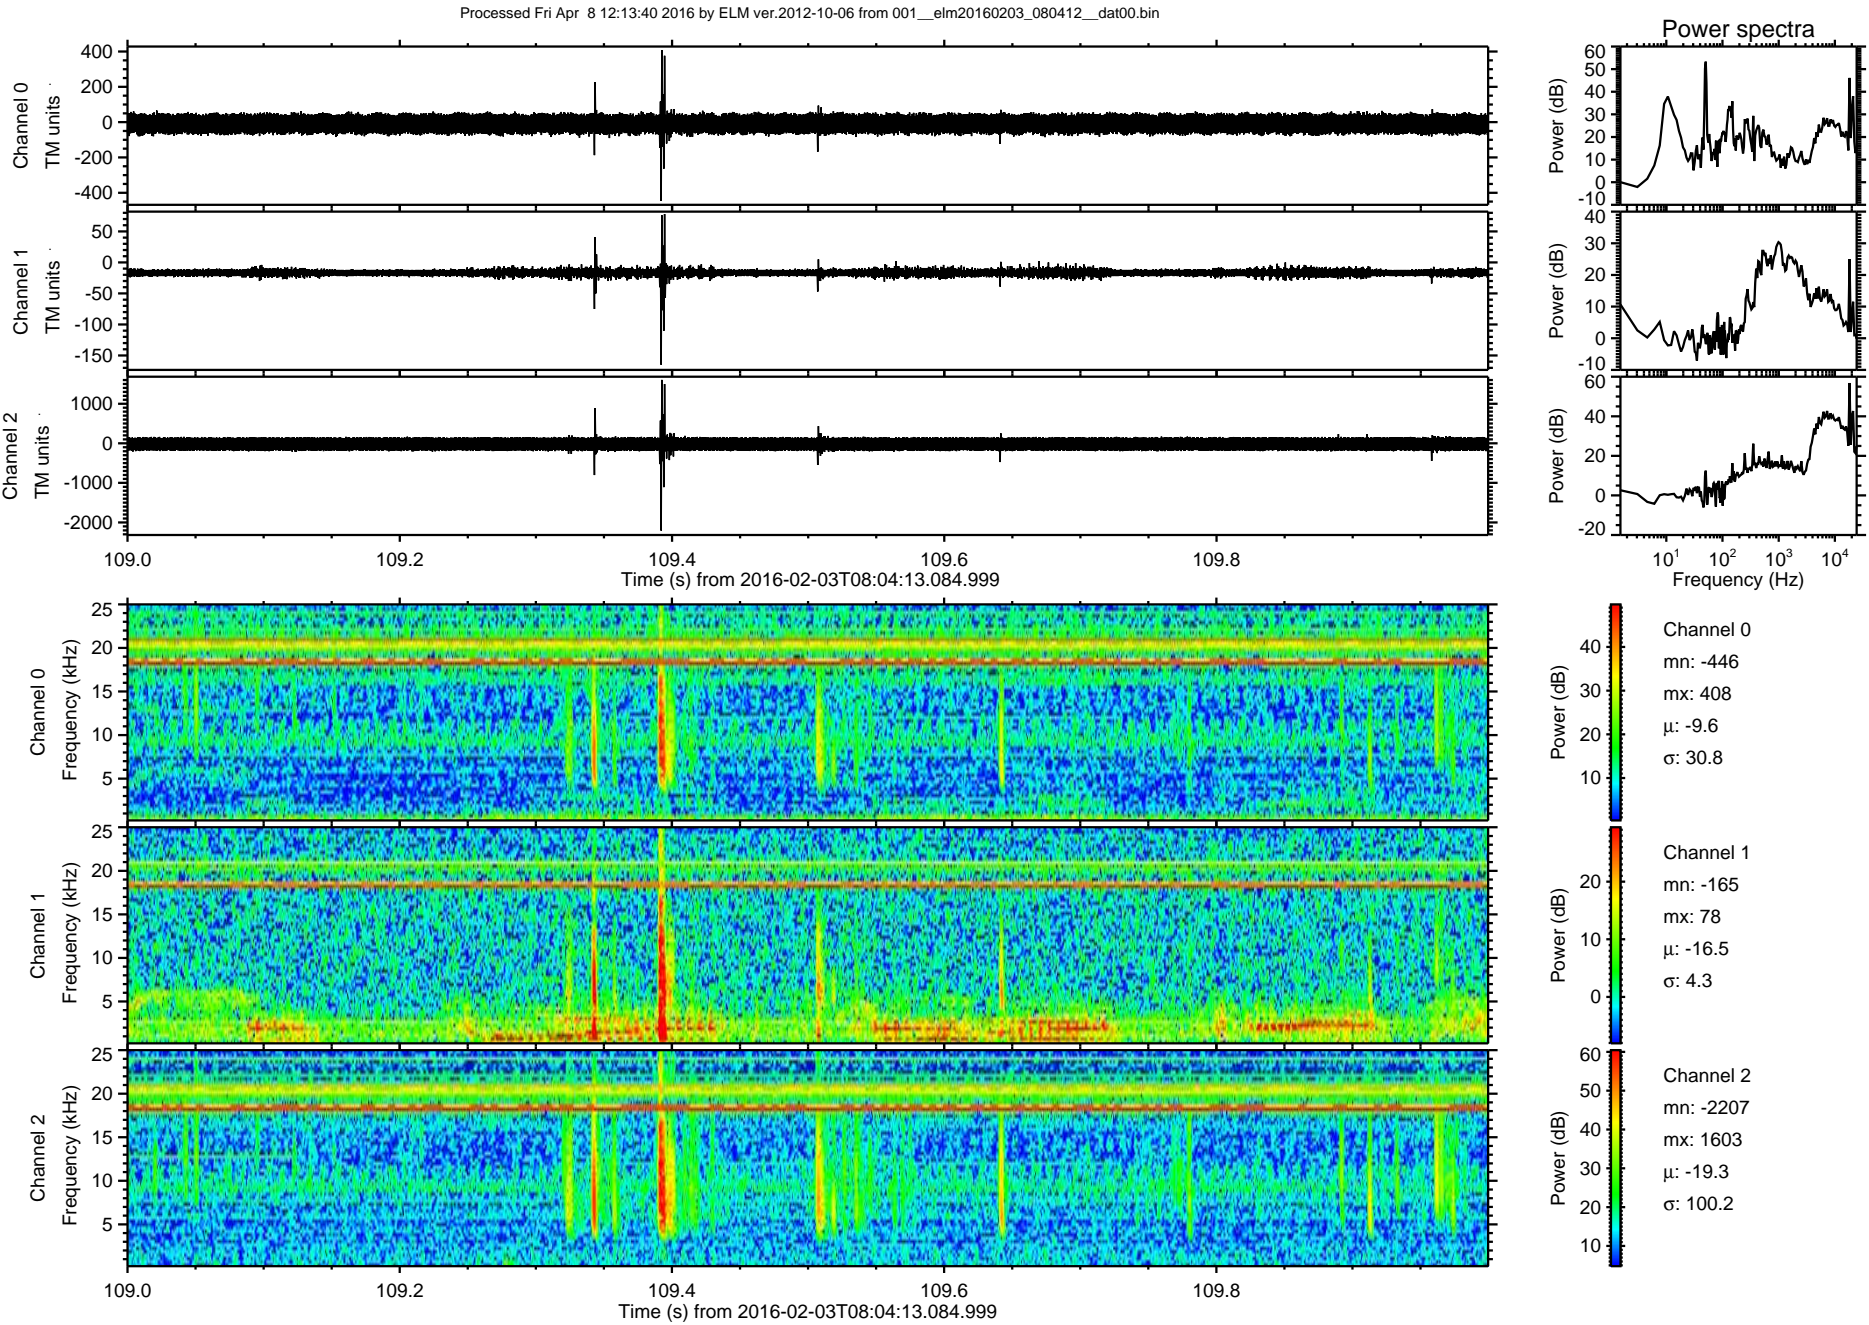 Processed Fri Apr  8 12:13:40 2016 by ELM ver.2012-10-06 from 001__elm20160203_080412__dat00.bin
Power spectra
Channel 0
TM units
400
200
0
-200
-400
Power (dB)
60
50
40
30
20
10
0
-10
Channel 1
TM units
50
0
-50
-100
-150
Power (dB)
40
30
20
10
0
-10
Channel 2
TM units
1000
0
-1000
-2000
Power (dB)
60
40
20
0
-20
109.0 109.2 109.4 109.6 109.8
Time (s) from 2016-02-03T08:04:13.084.999
10^1 10^2 10^3 10^4
Frequency (Hz)
Channel 0
Frequency (kHz)
25
20
15
10
5
Power (dB)
40
30
20
10
Channel 0
mn: -446
mx: 408
μ: -9.6
σ: 30.8
Channel 1
Frequency (kHz)
25
20
15
10
5
Power (dB)
20
10
0
Channel 1
mn: -165
mx: 78
μ: -16.5
σ: 4.3
Channel 2
Frequency (kHz)
25
20
15
10
5
Power (dB)
60
50
40
30
20
10
Channel 2
mn: -2207
mx: 1603
μ: -19.3
σ: 100.2
109.0 109.2 109.4 109.6 109.8
Time (s) from 2016-02-03T08:04:13.084.999